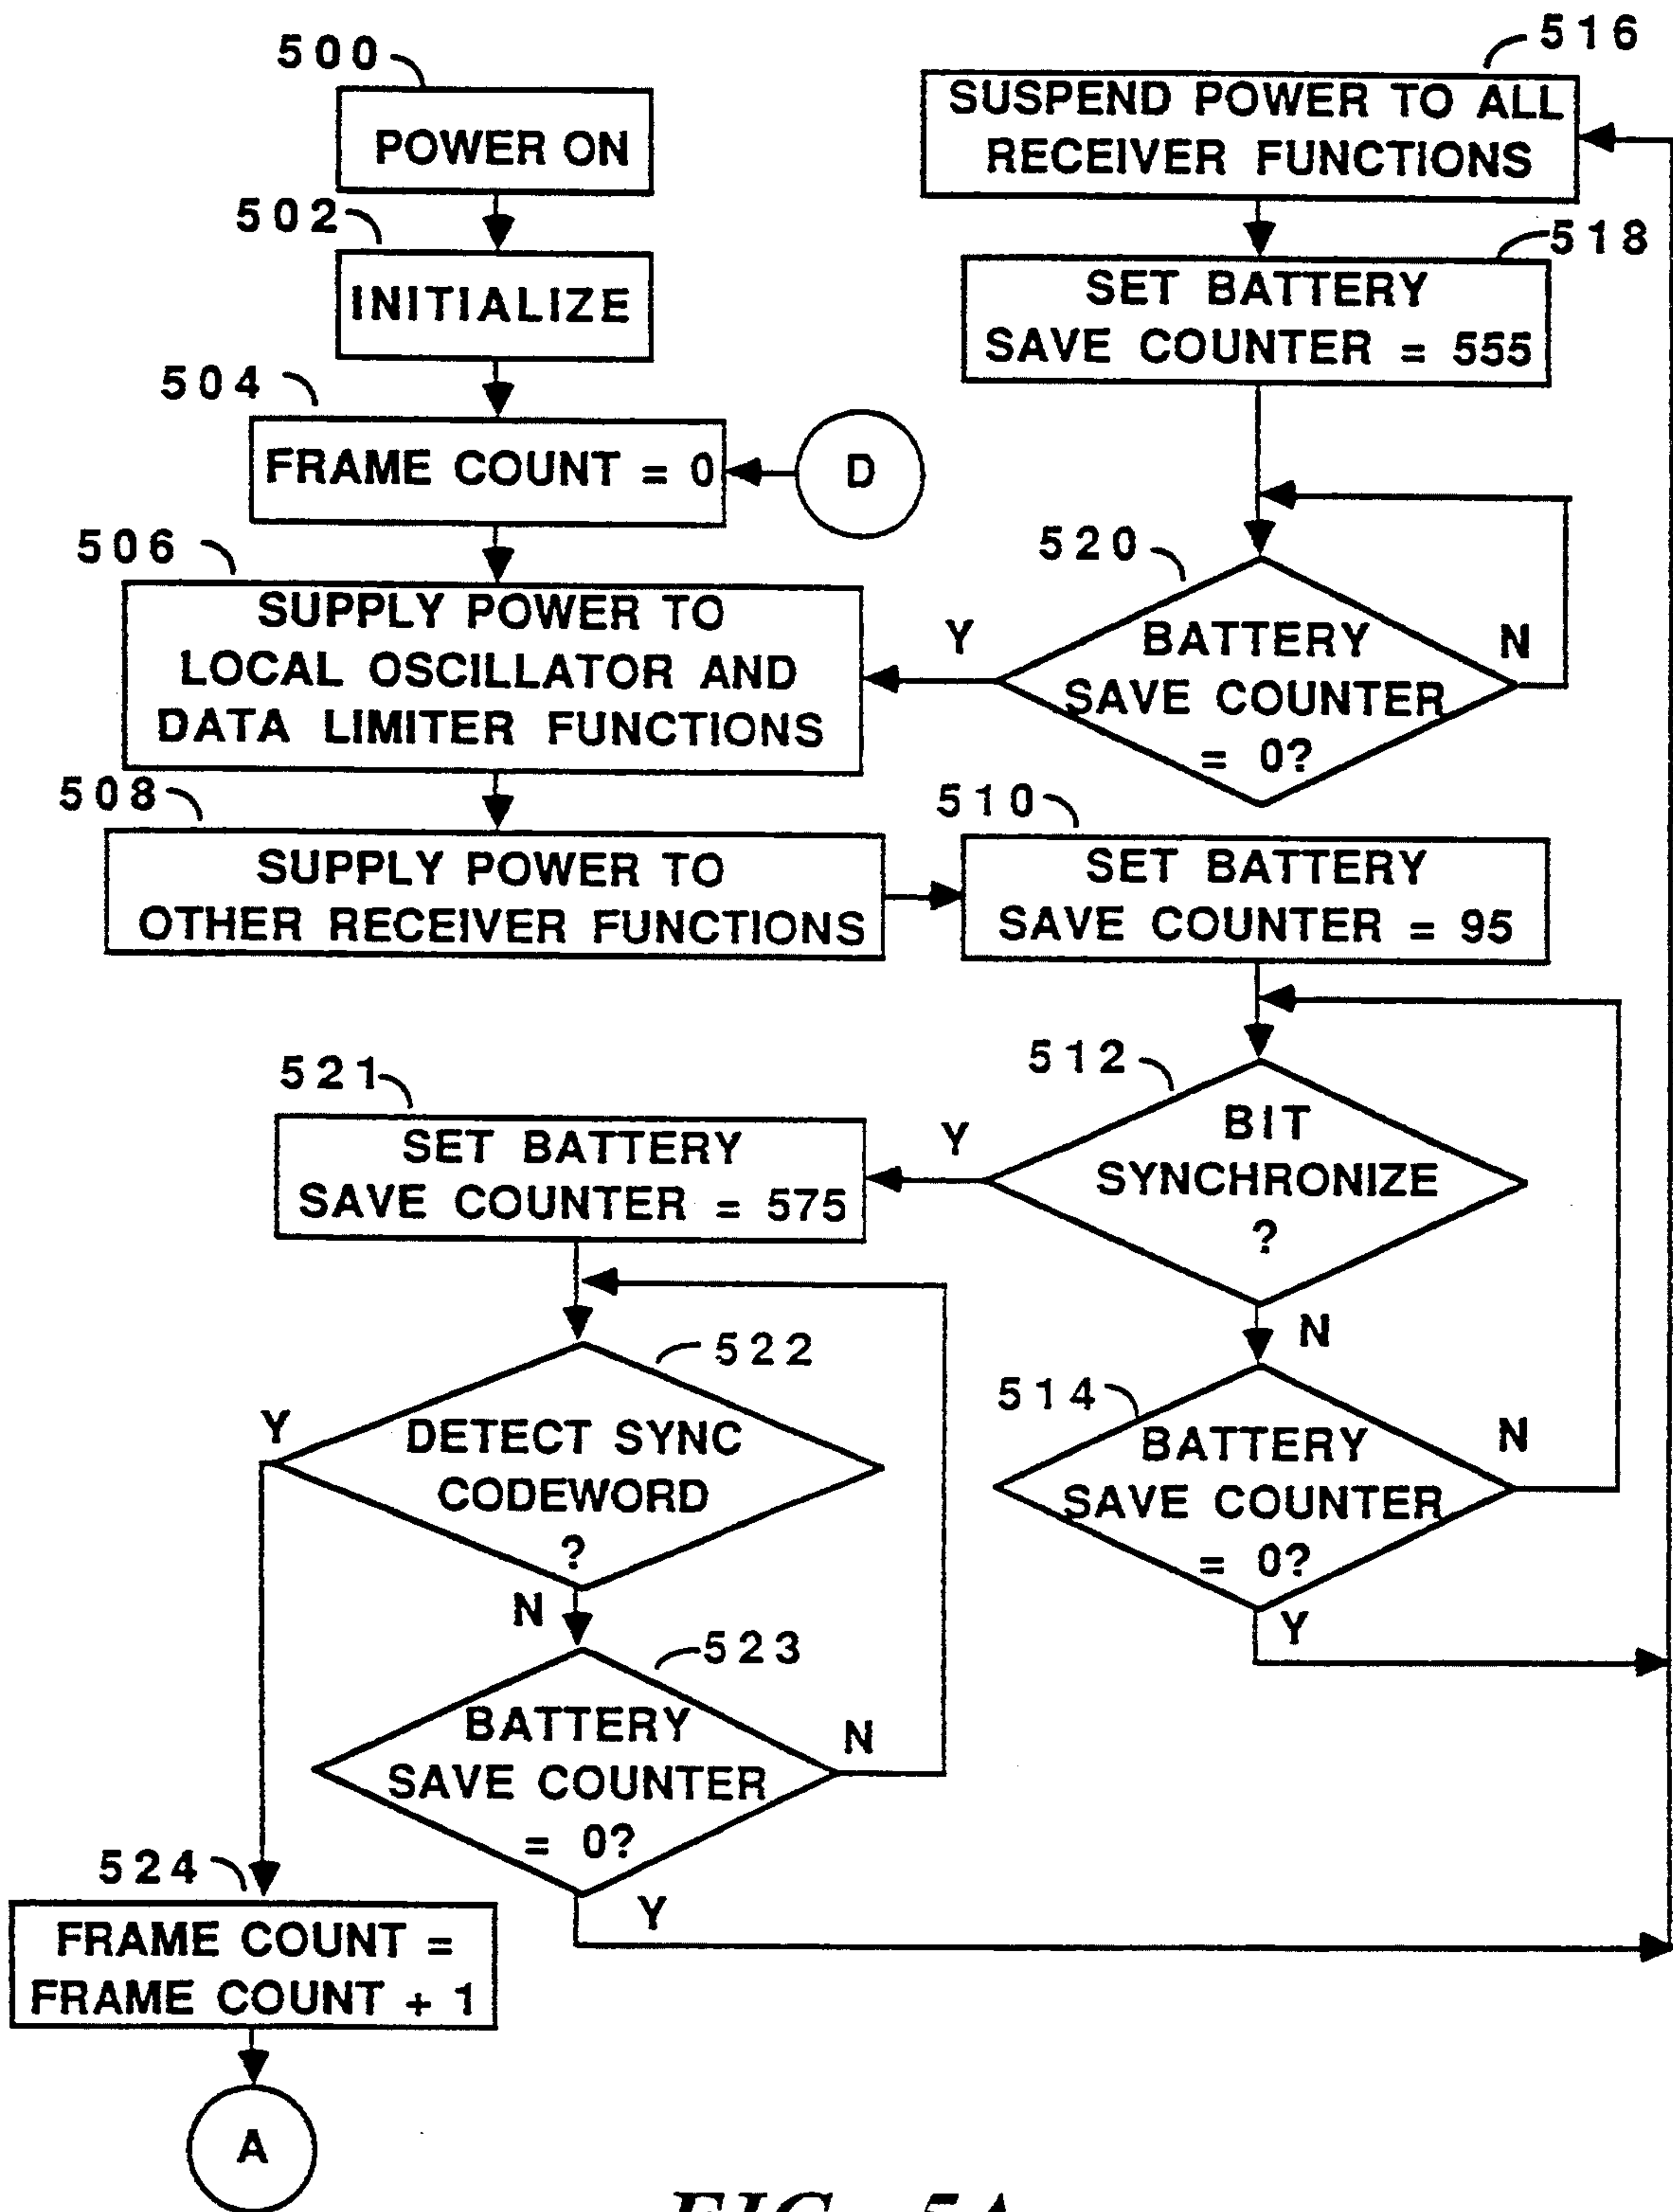 500
POWER ON
502
INITIALIZE
504
FRAME COUNT = 0
D
506
SUPPLY POWER TO
LOCAL OSCILLATOR AND
DATA LIMITER FUNCTIONS
508
SUPPLY POWER TO
OTHER RECEIVER FUNCTIONS
516
SUSPEND POWER TO ALL
RECEIVER FUNCTIONS
518
SET BATTERY
SAVE COUNTER = 555
520
BATTERY
SAVE COUNTER
= 0?
Y
N
510
SET BATTERY
SAVE COUNTER = 95
512
BIT
SYNCHRONIZE
?
Y
N
514
BATTERY
SAVE COUNTER
= 0?
N
Y
521
SET BATTERY
SAVE COUNTER = 575
522
DETECT SYNC
CODEWORD
?
Y
N
523
BATTERY
SAVE COUNTER
= 0?
N
Y
524
FRAME COUNT =
FRAME COUNT + 1
A
FIG. 5A